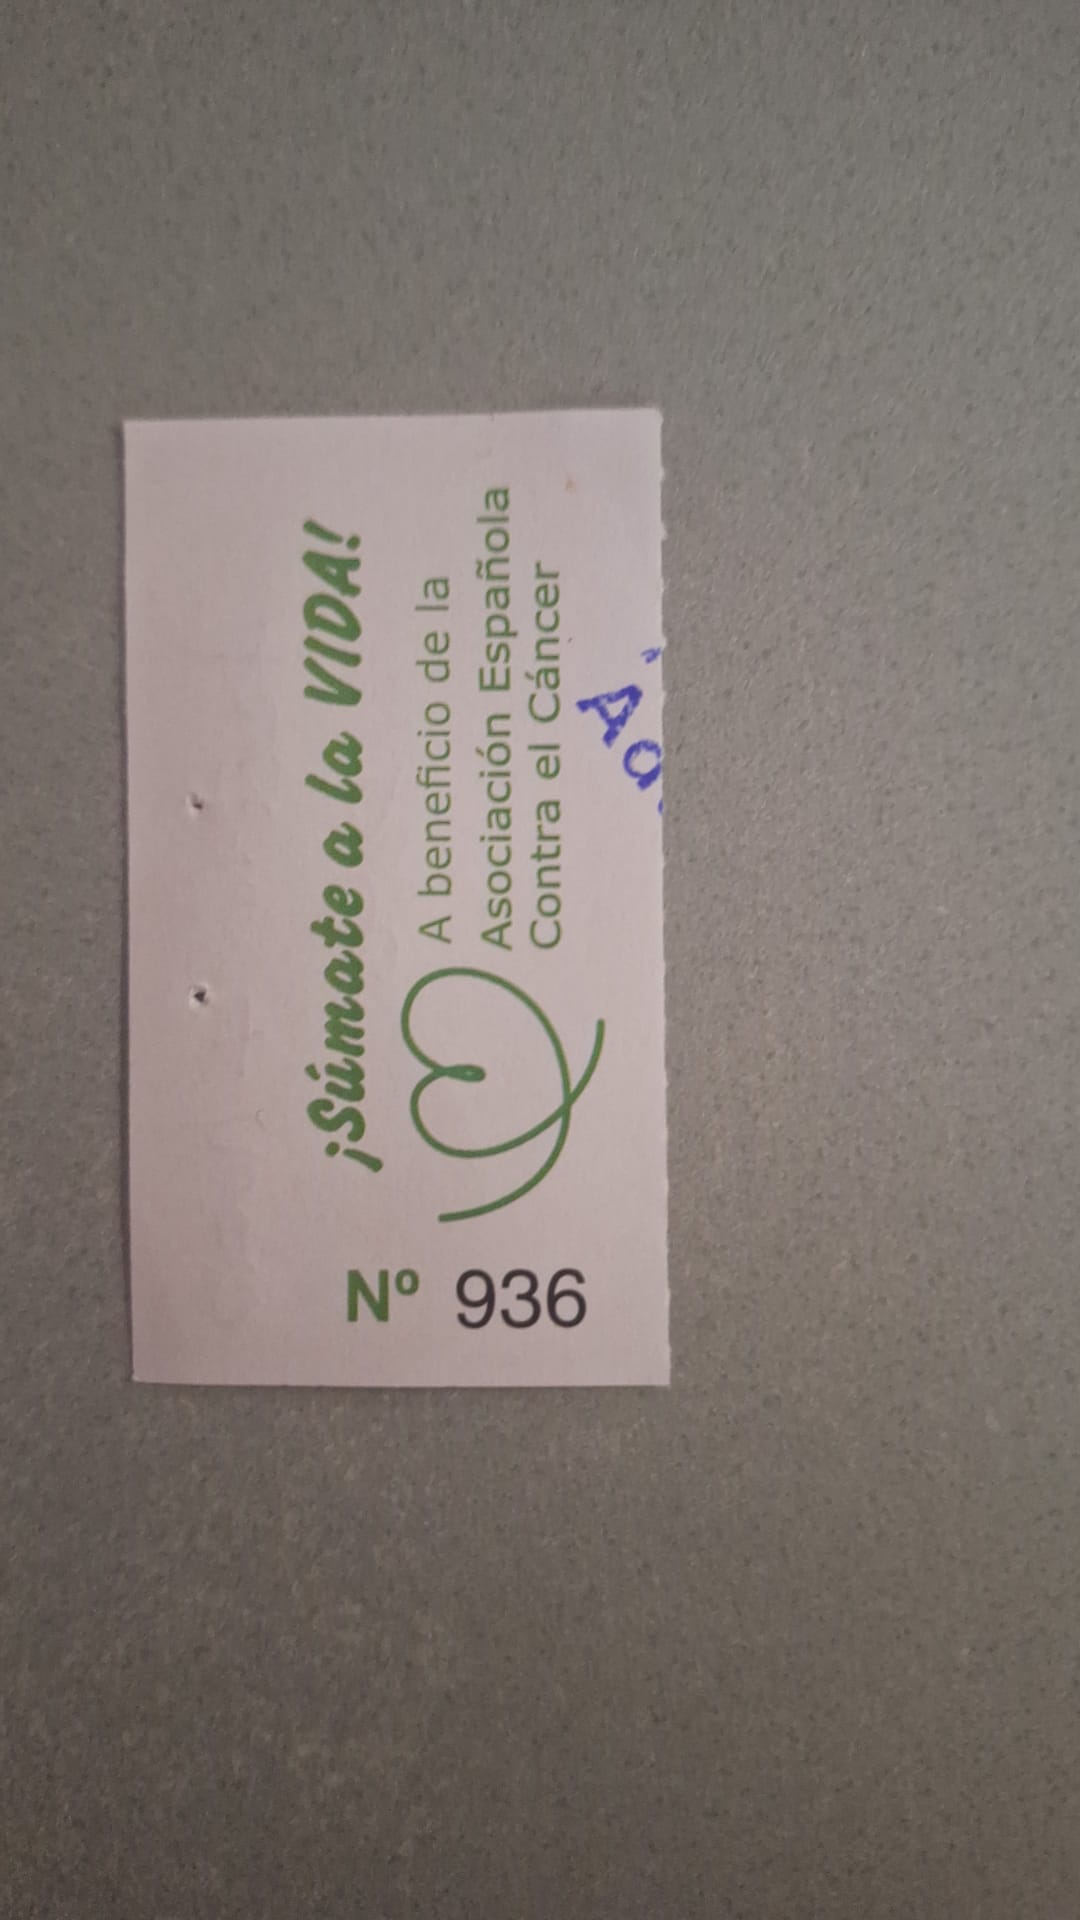 ¡Súmate a la VIDA!
A beneficio de la
Asociación Española
Contra el Cáncer
Nº 936